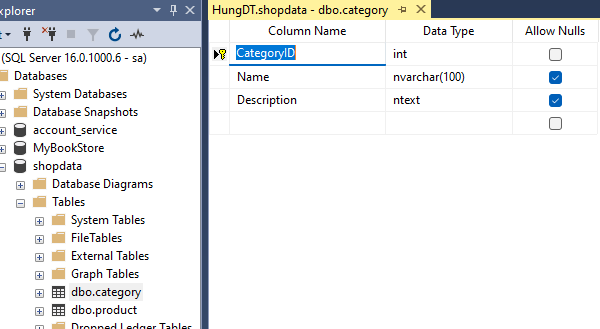 xplorer
HungDT.shopdata - dbo.category
(SQL Server 16.0.1000.6 - sa)
Databases
System Databases
Database Snapshots
account_service
MyBookStore
shopdata
Database Diagrams
Tables
System Tables
FileTables
External Tables
Graph Tables
dbo.category
dbo.product
Dropped Ledger Tables
Column Name Data Type Allow Nulls
CategoryID int
Name nvarchar(100)
Description ntext